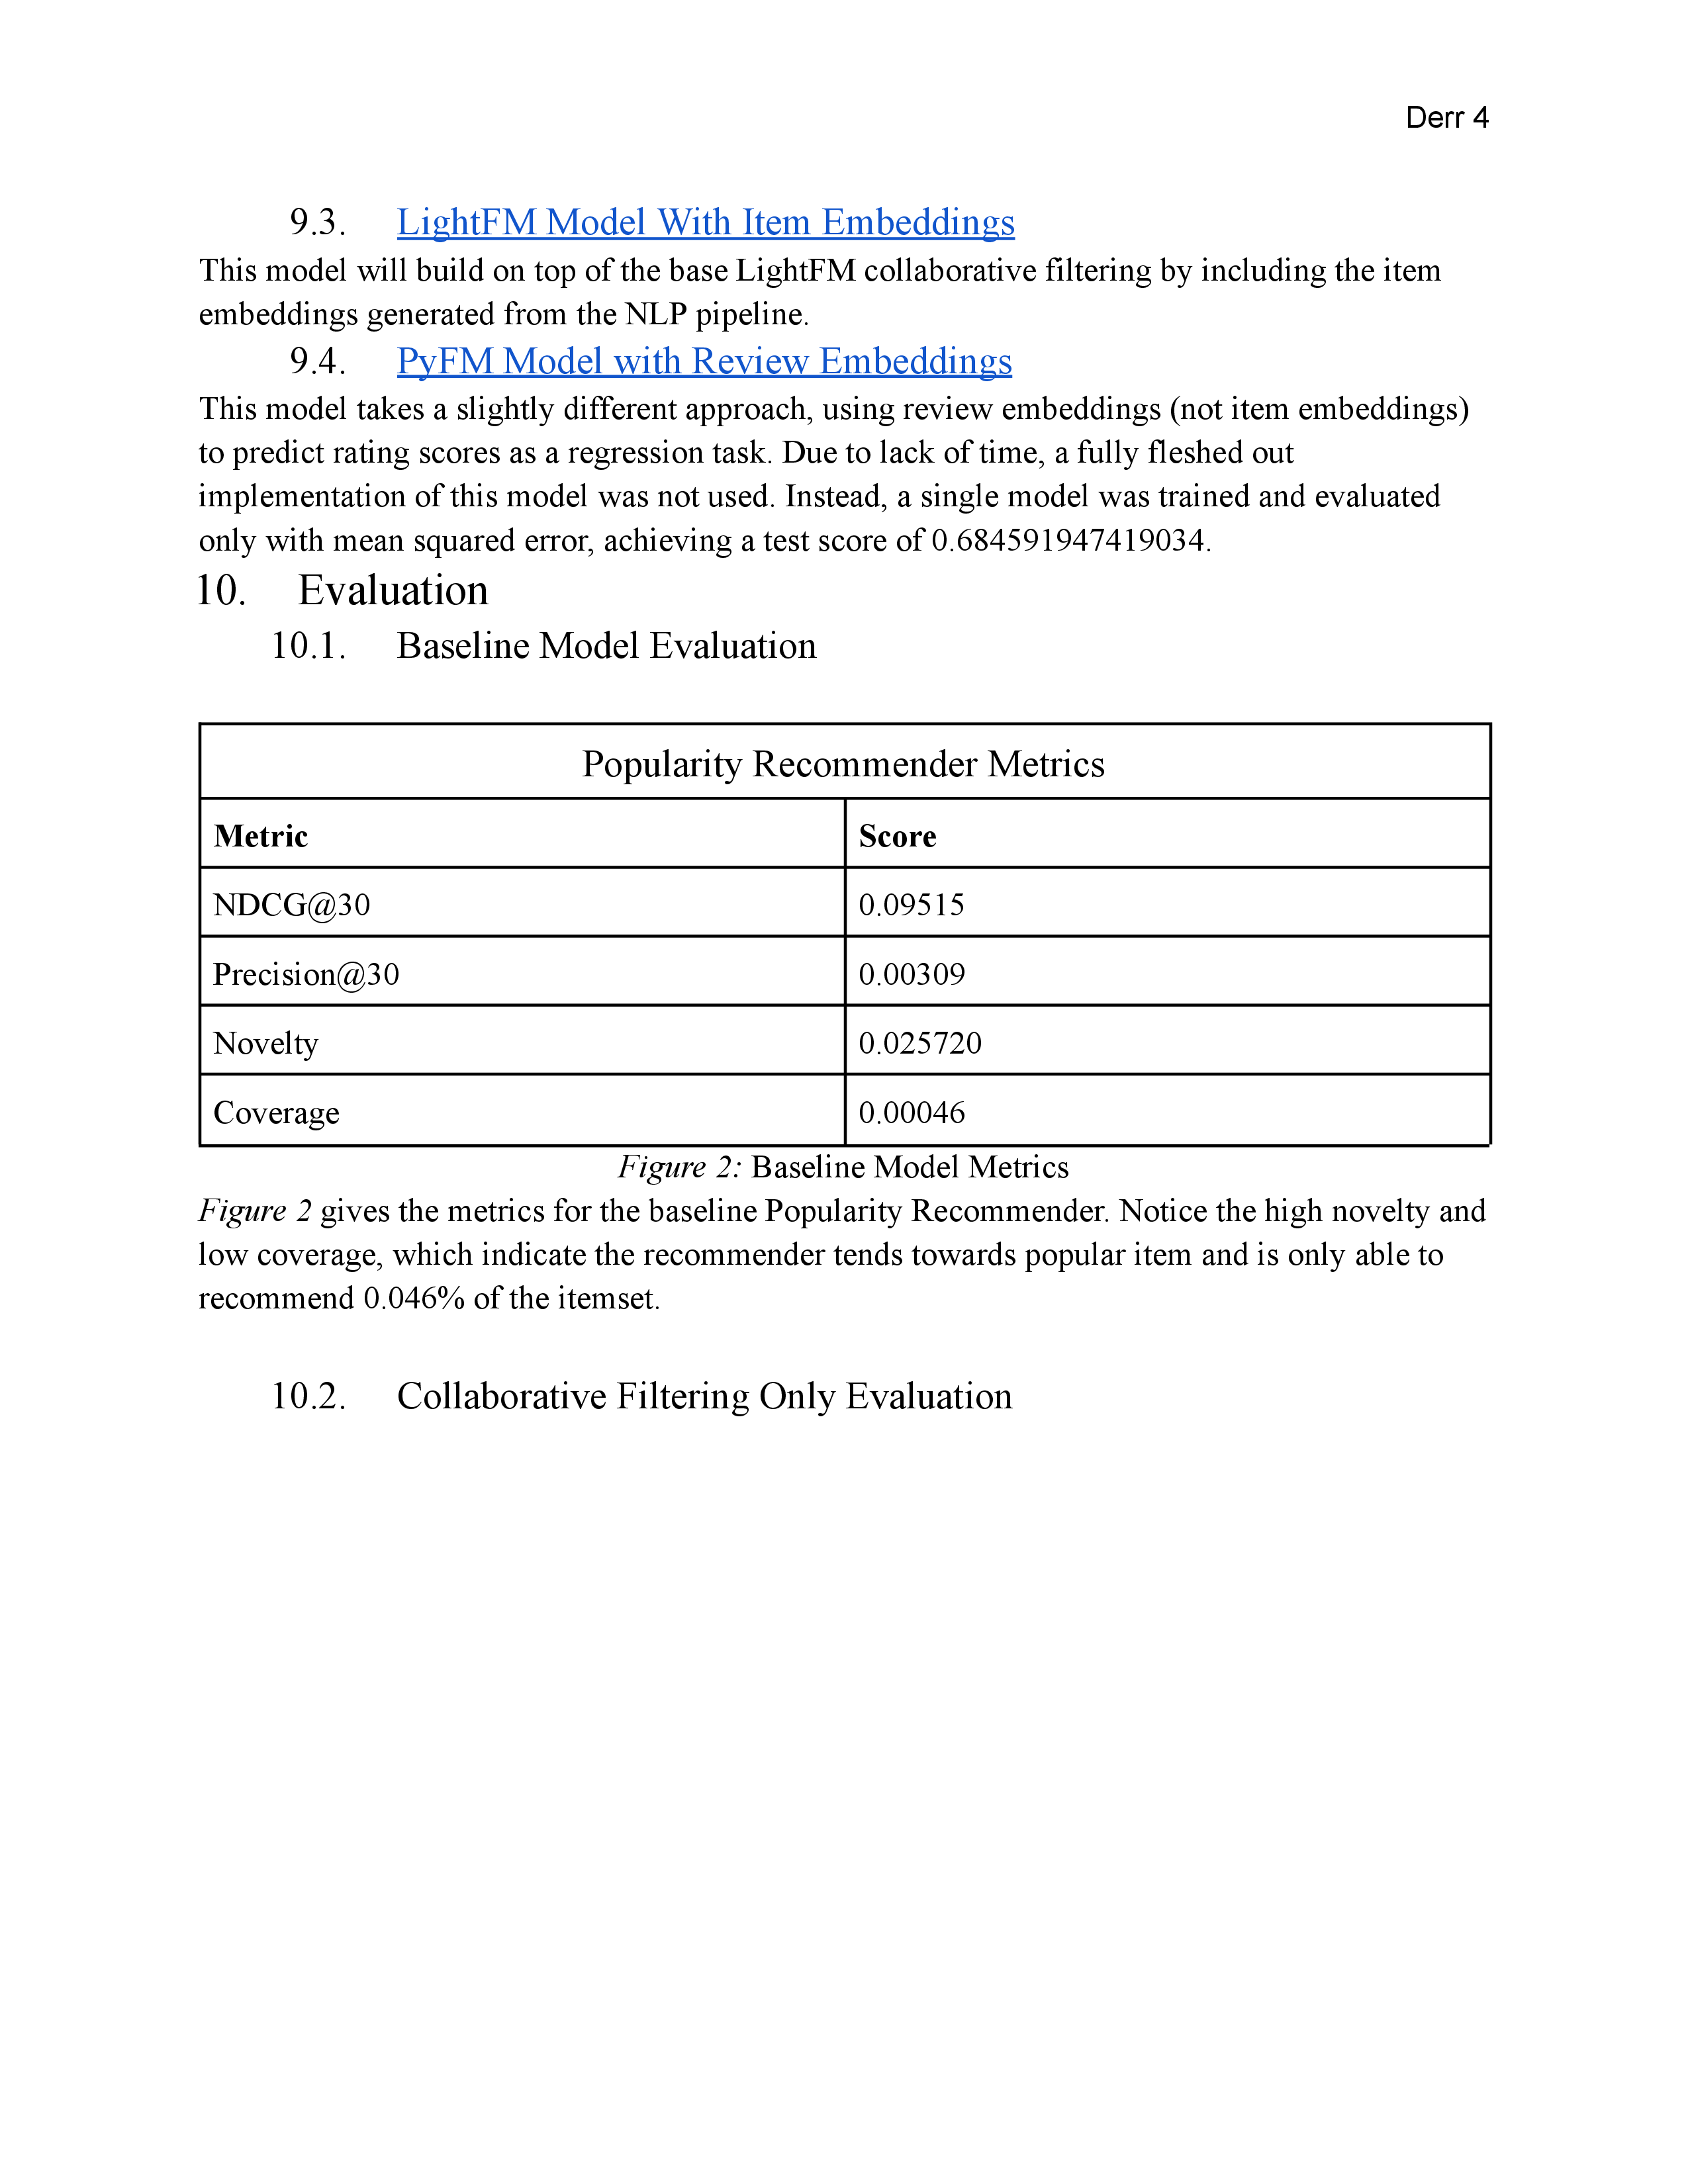 Derr 4
9.3. LightFM Model With Item Embeddings
This model will build on top of the base LightFM collaborative filtering by including the item
embeddings generated from the NLP pipeline.
9.4. PyFM Model with Review Embeddings
This model takes a slightly different approach, using review embeddings (not item embeddings)
to predict rating scores as a regression task. Due to lack of time, a fully fleshed out
implementation of this model was not used. Instead, a single model was trained and evaluated
only with mean squared error, achieving a test score of 0.684591947419034.
10. Evaluation
10.1. Baseline Model Evaluation
Popularity Recommender Metrics
Metric Score
NDCG@30 0.09515
Precision@30 0.00309
Novelty 0.025720
Coverage 0.00046
Figure 2: Baseline Model Metrics
Figure 2 gives the metrics for the baseline Popularity Recommender. Notice the high novelty and
low coverage, which indicate the recommender tends towards popular item and is only able to
recommend 0.046% of the itemset.
10.2. Collaborative Filtering Only Evaluation